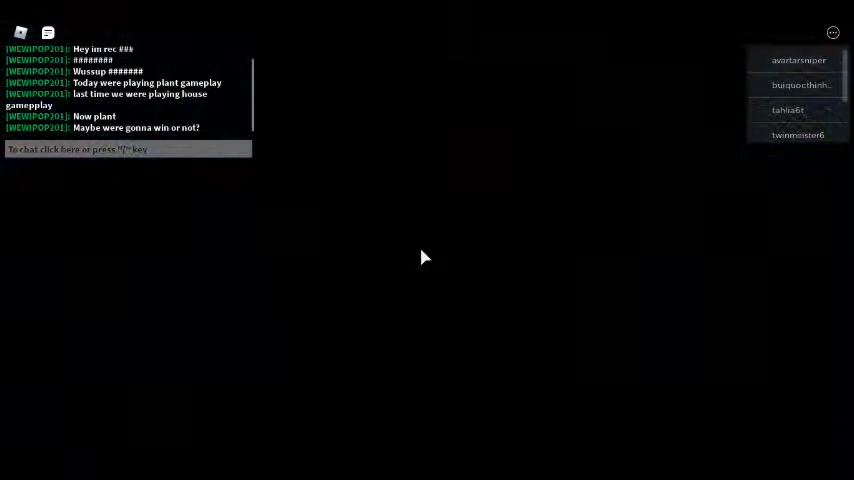 [WEWIPOP201]: Hey im rec ###
[WEWIPOP201]: ########
[WEWIPOP201]: Wussup #######
[WEWIPOP201]: Today were playing plant gameplay
[WEWIPOP201]: last time we were playing house
gamepplay
[WEWIPOP201]: Now plant
[WEWIPOP201]: Maybe were gonna win or not?
To chat click here or press "/" key
avartarsniper
buiquocthinh..
tahlia6t
twinmeister6